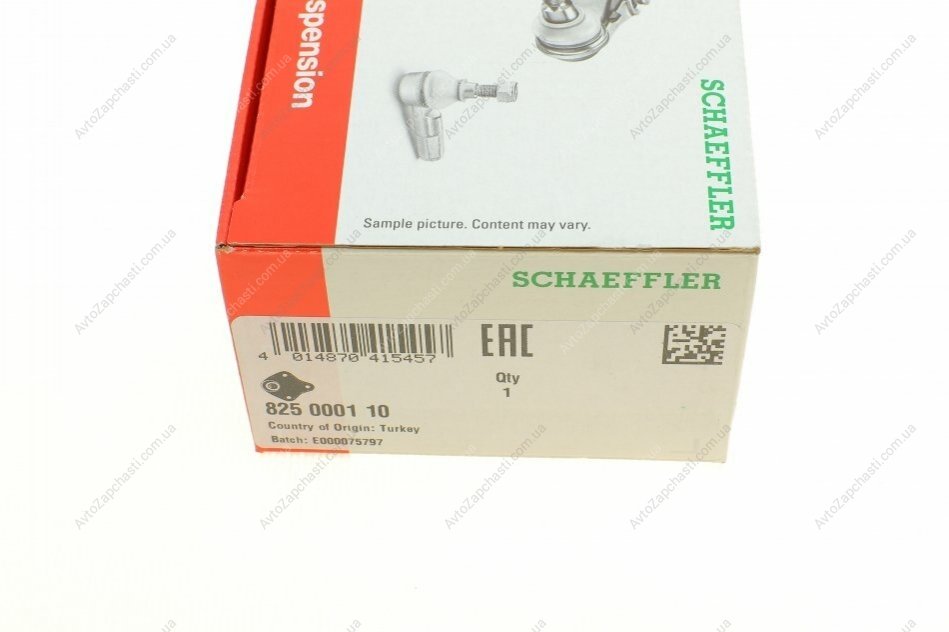 spension
SCHAEFFLER
Sample picture. Content may vary.
SCHAEFFLER
4 014870 415457
EAC
Qty
1
825 0001 10
Country of Origin: Turkey
Batch: E000075797
AvtoZapchasti.com.ua